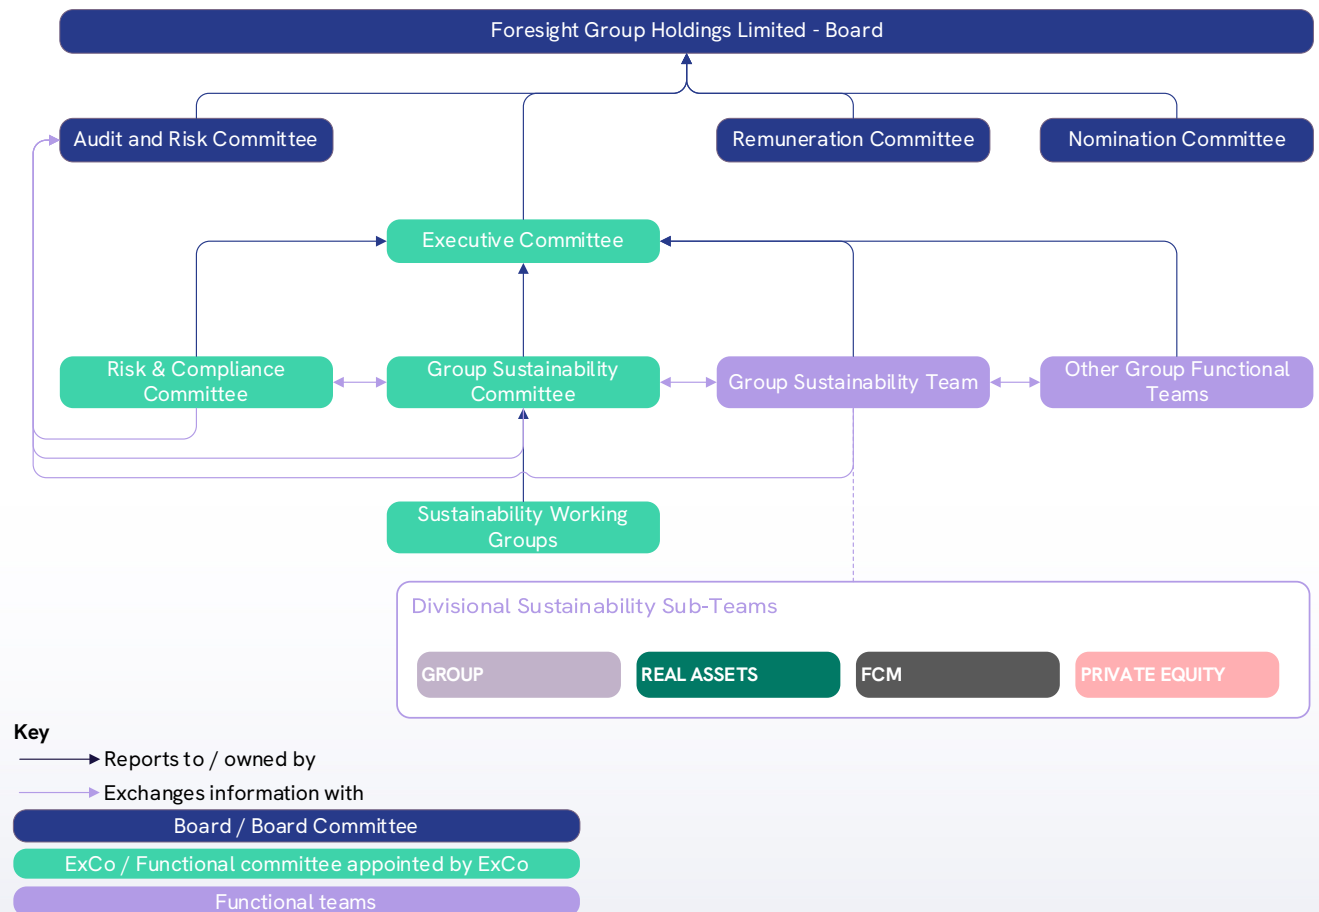 Foresight Group Holdings Limited - Board
Audit and Risk Committee
Remuneration Committee
Nomination Committee
Executive Committee
Risk & Compliance
Committee
Group Sustainability
Committee
Group Sustainability Team
Other Group Functional
Teams
Sustainability Working
Groups
Divisional Sustainability Sub-Teams
GROUP
REAL ASSETS
FCM
PRIVATE EQUITY
Key
Reports to / owned by
Exchanges information with
Board / Board Committee
ExCo / Functional committee appointed by ExCo
Functional teams